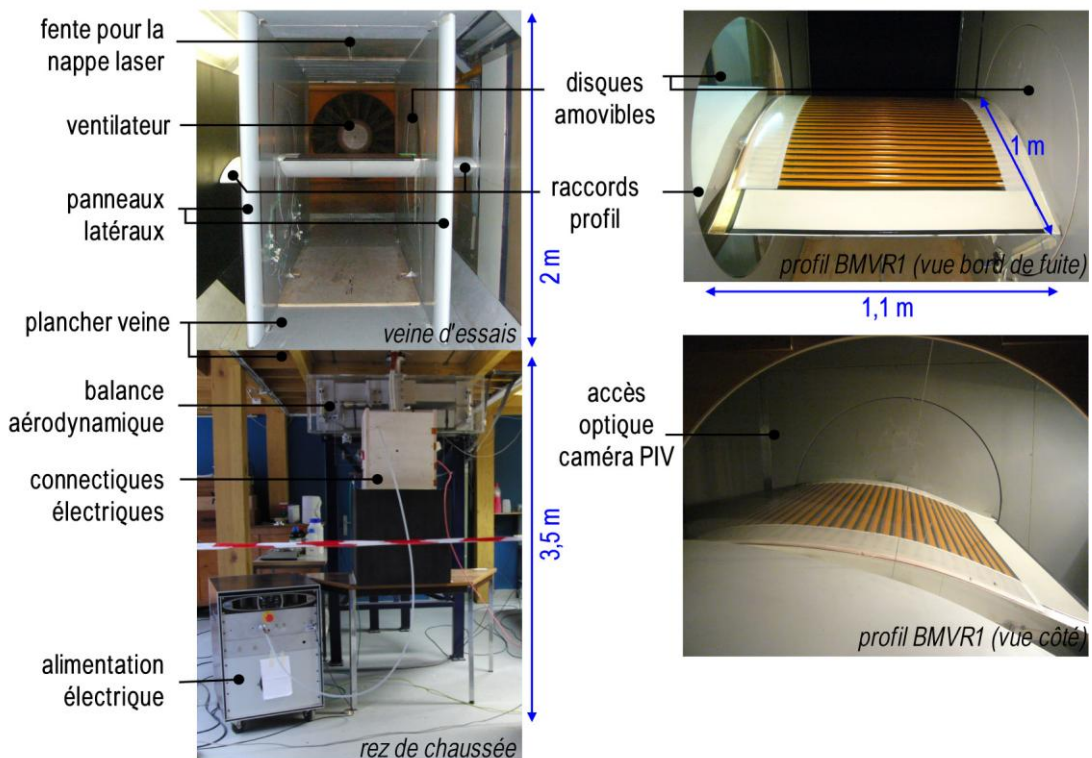 fente pour la
nappe laser
ventilateur
panneaux
latéraux
plancher veine
balance
aérodynamique
connectiques
électriques
alimentation
électrique
veine d'essais
2 m
3,5 m
rez de chaussée
disques
amovibles
raccords
profil
1 m
profil BMVR1 (vue bord de fuite)
1,1 m
accès
optique
caméra PIV
profil BMVR1 (vue côté)